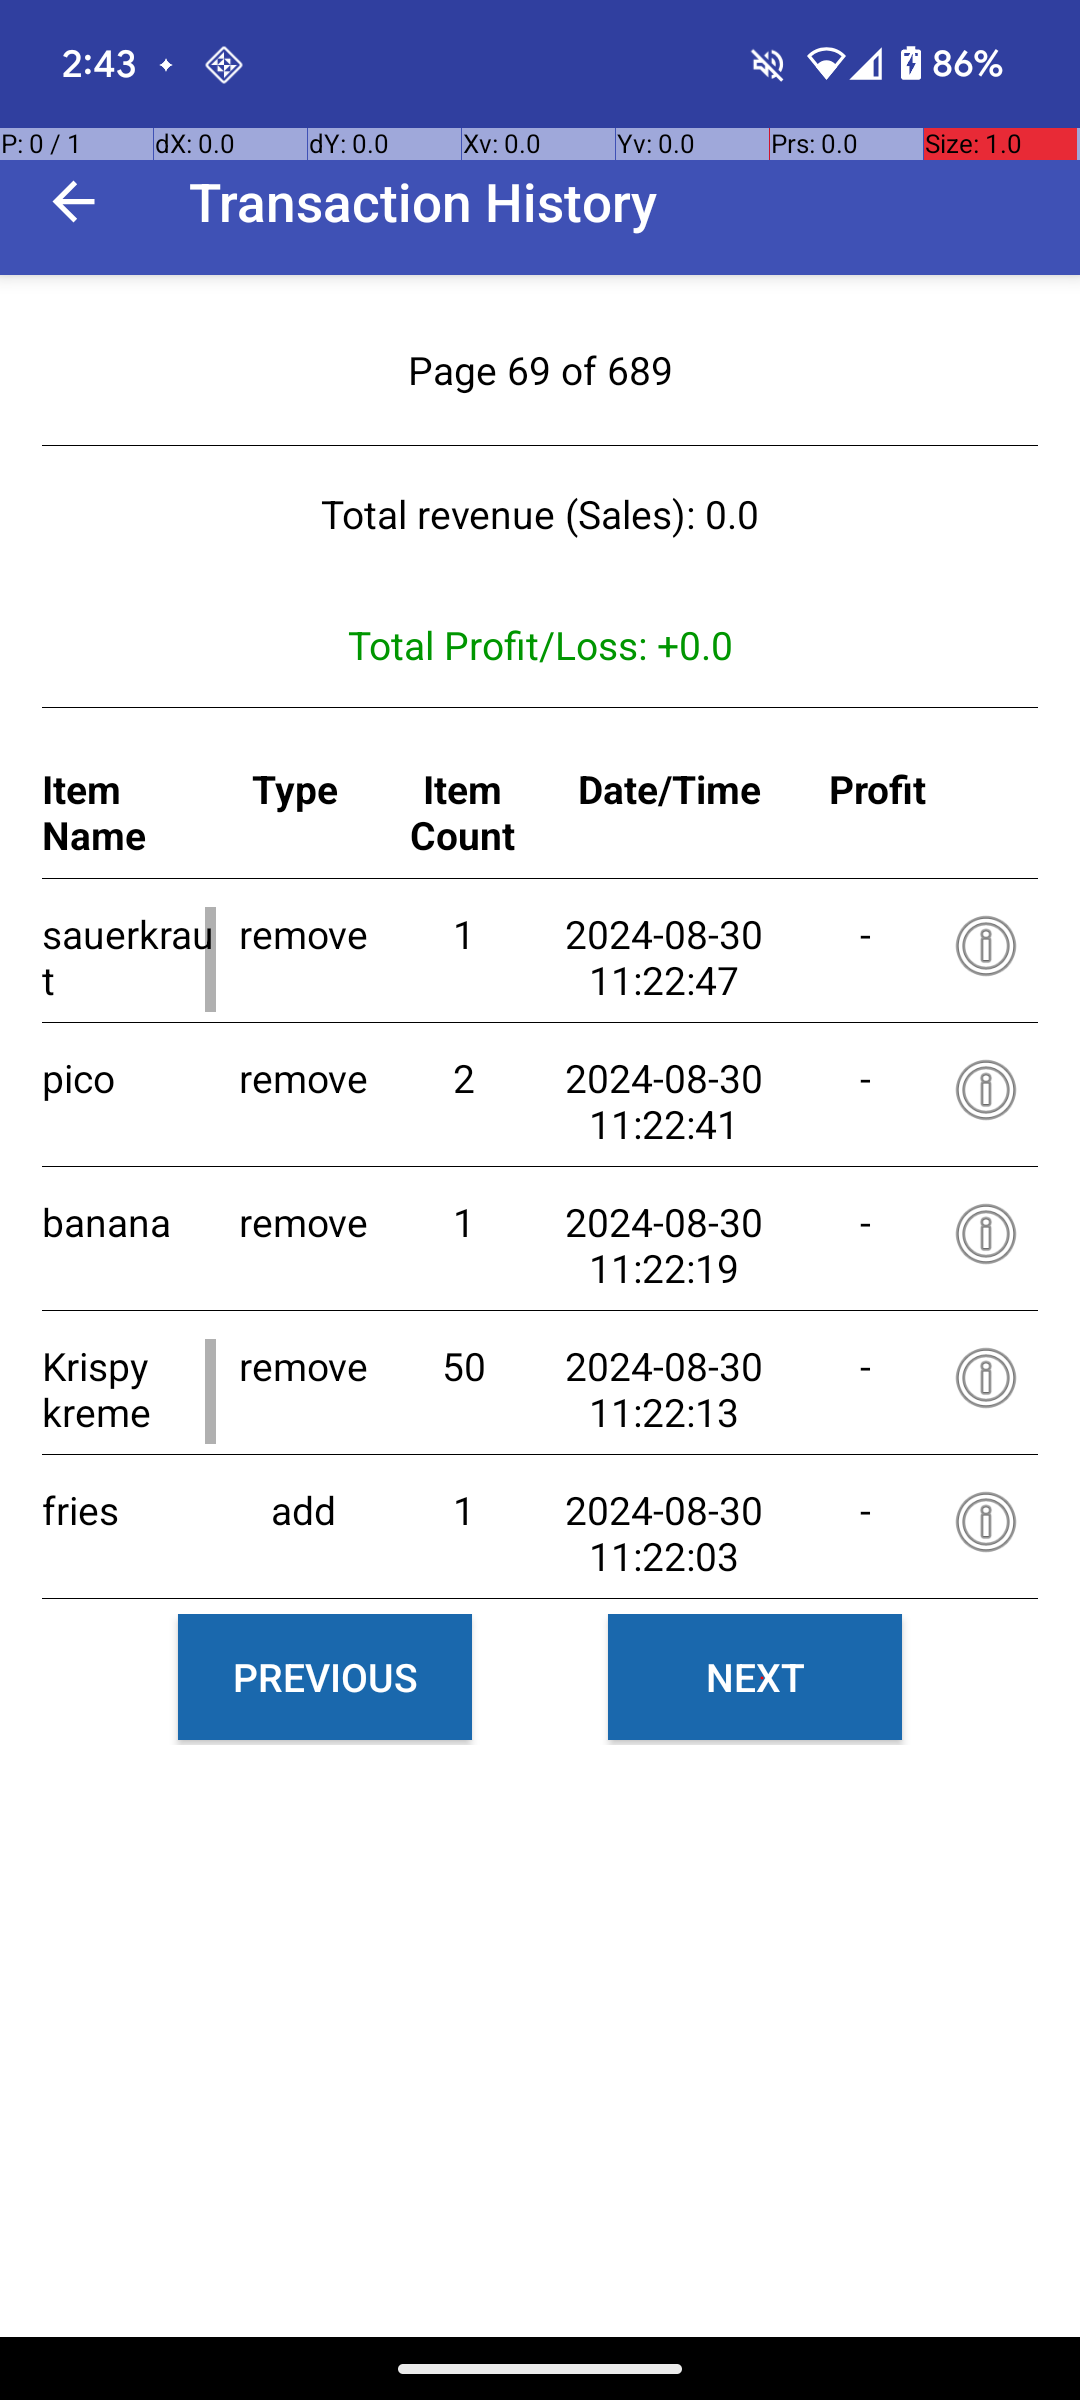 2:43
86%
P: 0 / 1 dX: 0.0 dY: 0.0 Xv: 0.0 Yv: 0.0 Prs: 0.0 Size: 1.0
Transaction History
Page 69 of 689
Total revenue (Sales): 0.0
Total Profit/Loss: +0.0
Item Type Item Date/Time Profit
Name Count
sauerkrau remove 1 2024-08-30 -
t 11:22:47
pico remove 2 2024-08-30 -
11:22:41
banana remove 1 2024-08-30 -
11:22:19
Krispy remove 50 2024-08-30 -
kreme 11:22:13
fries add 1 2024-08-30 -
11:22:03
PREVIOUS NEXT